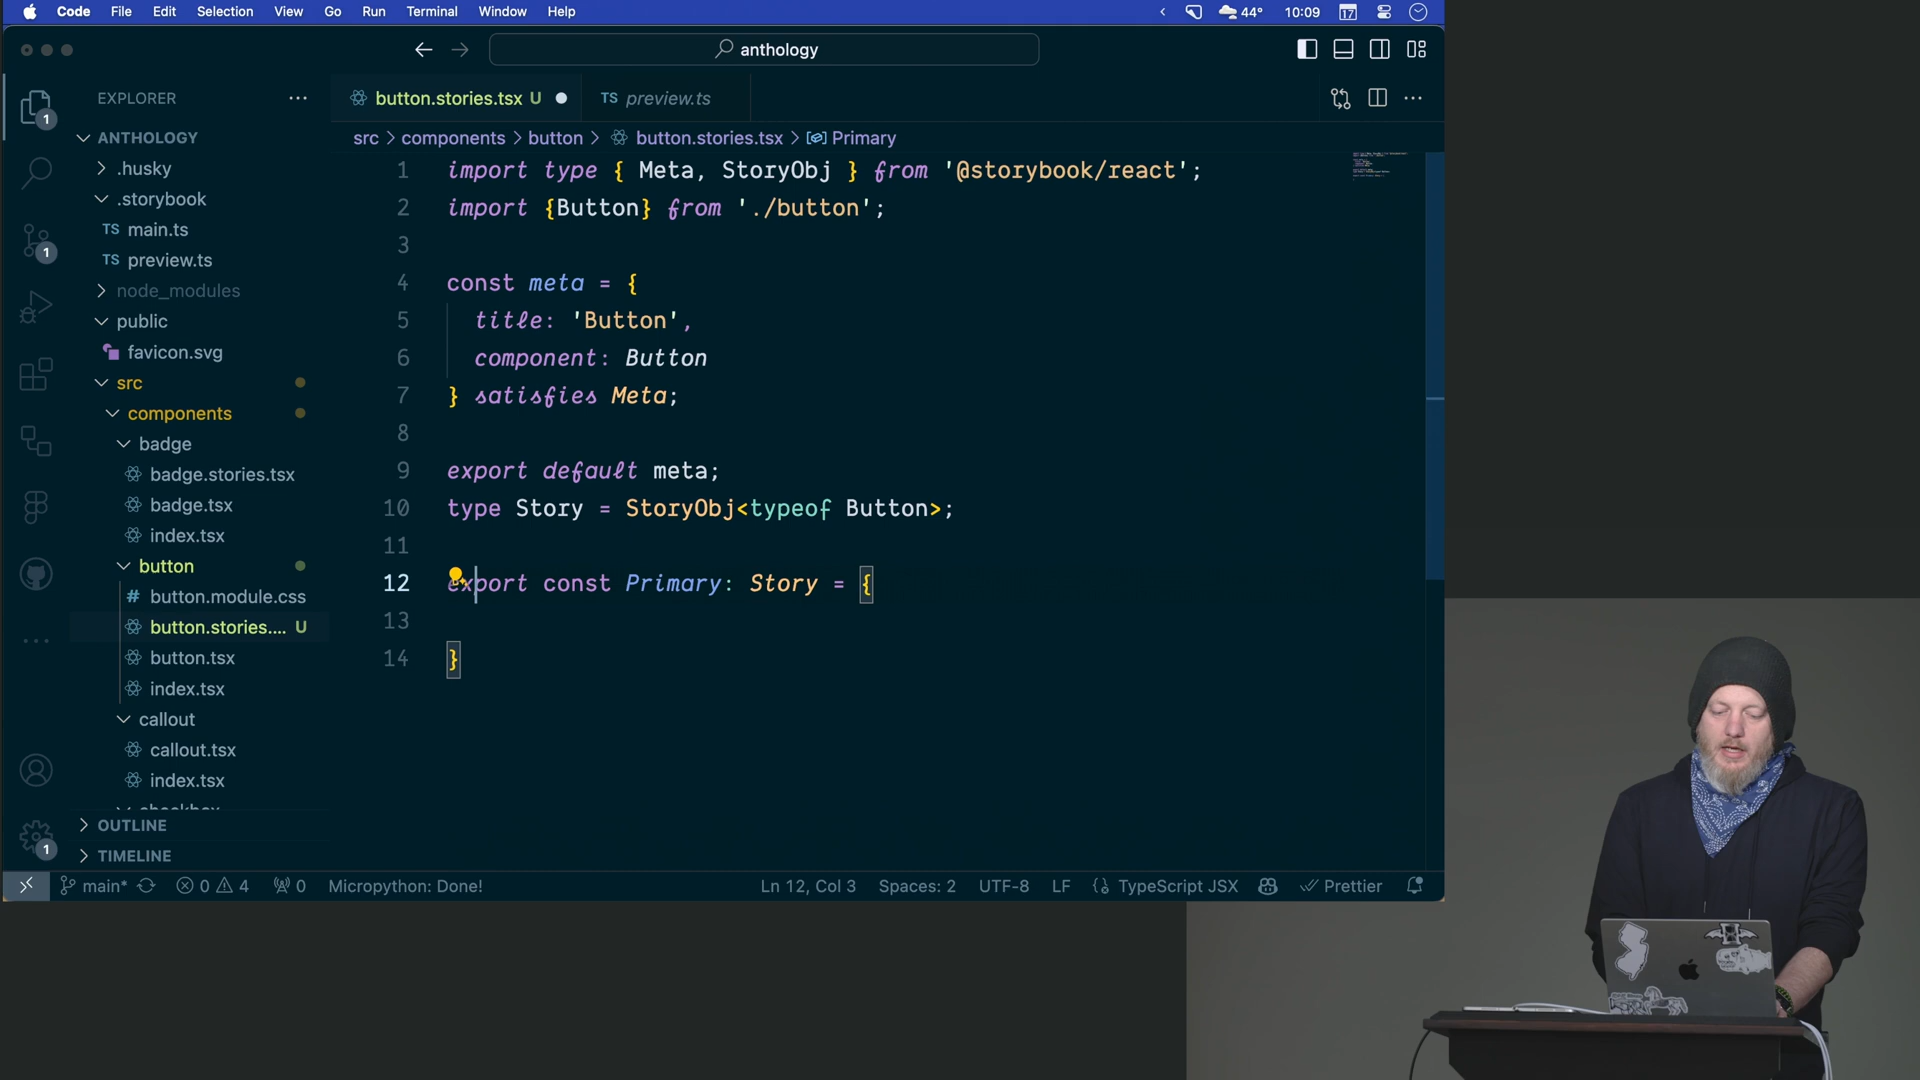 Code File Edit Selection View Go Run Terminal Window Help
44° 10:09 17
anthology
EXPLORER
button.stories.tsx U
TS preview.ts
src > components > button > button.stories.tsx > Primary
ANTHOLOGY
.husky
.storybook
TS main.ts
TS preview.ts
node_modules
public
favicon.svg
src
components
badge
badge.stories.tsx
badge.tsx
index.tsx
button
# button.module.css
button.stories.... U
button.tsx
index.tsx
callout
callout.tsx
index.tsx
OUTLINE
TIMELINE
1
1
1
1 import type { Meta, StoryObj } from '@storybook/react';
2 import {Button} from './button';
3
4 const meta = {
5 title: 'Button',
6 component: Button
7 } satisfies Meta;
8
9 export default meta;
10 type Story = StoryObj<typeof Button>;
11
12 export const Primary: Story = {
13
14 }
main* 0 4 0 Micropython: Done! Ln 12, Col 3 Spaces: 2 UTF-8 LF {} TypeScript JSX Prettier